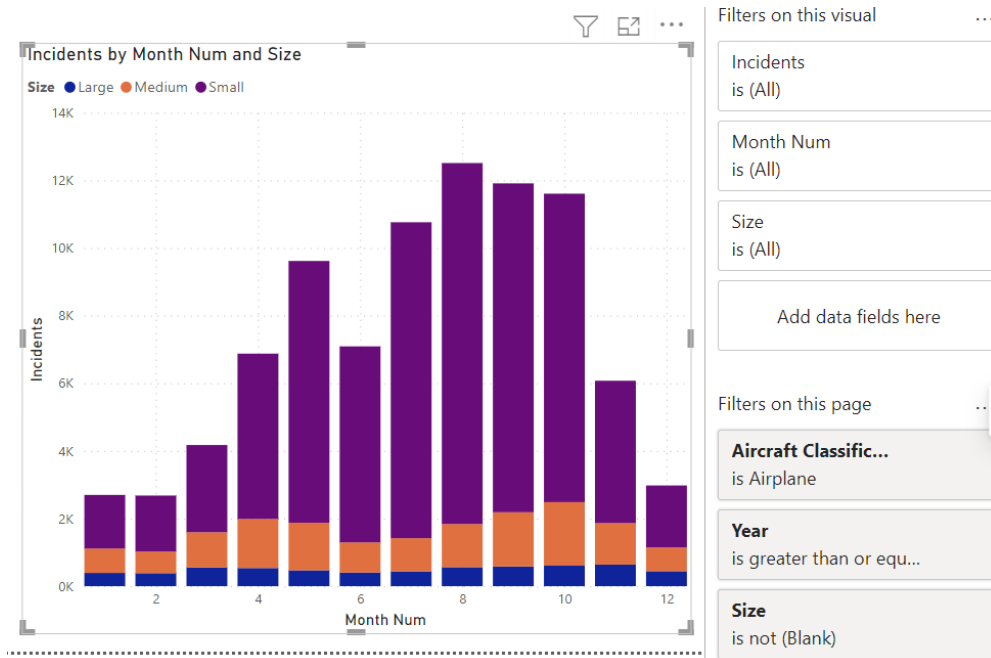 Incidents by Month Num and Size
Size Large Medium Small
14K
12K
10K
8K
6K
4K
2K
0K
Incidents
2 4 6 8 10 12
Month Num
Filters on this visual
Incidents
is (All)
Month Num
is (All)
Size
is (All)
Add data fields here
Filters on this page
Aircraft Classific...
is Airplane
Year
is greater than or equ...
Size
is not (Blank)